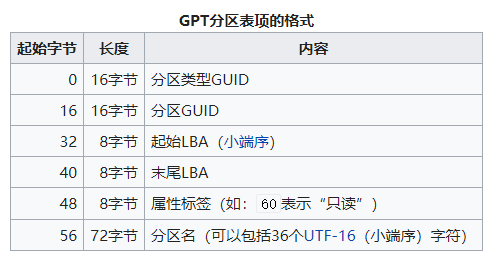 GPT分区表项的格式
起始字节 长度 内容
0 16字节 分区类型GUID
16 16字节 分区GUID
32 8字节 起始LBA（小端序）
40 8字节 末尾LBA
48 8字节 属性标签（如：60表示“只读”）
56 72字节 分区名（可以包括36个UTF-16（小端序）字符）